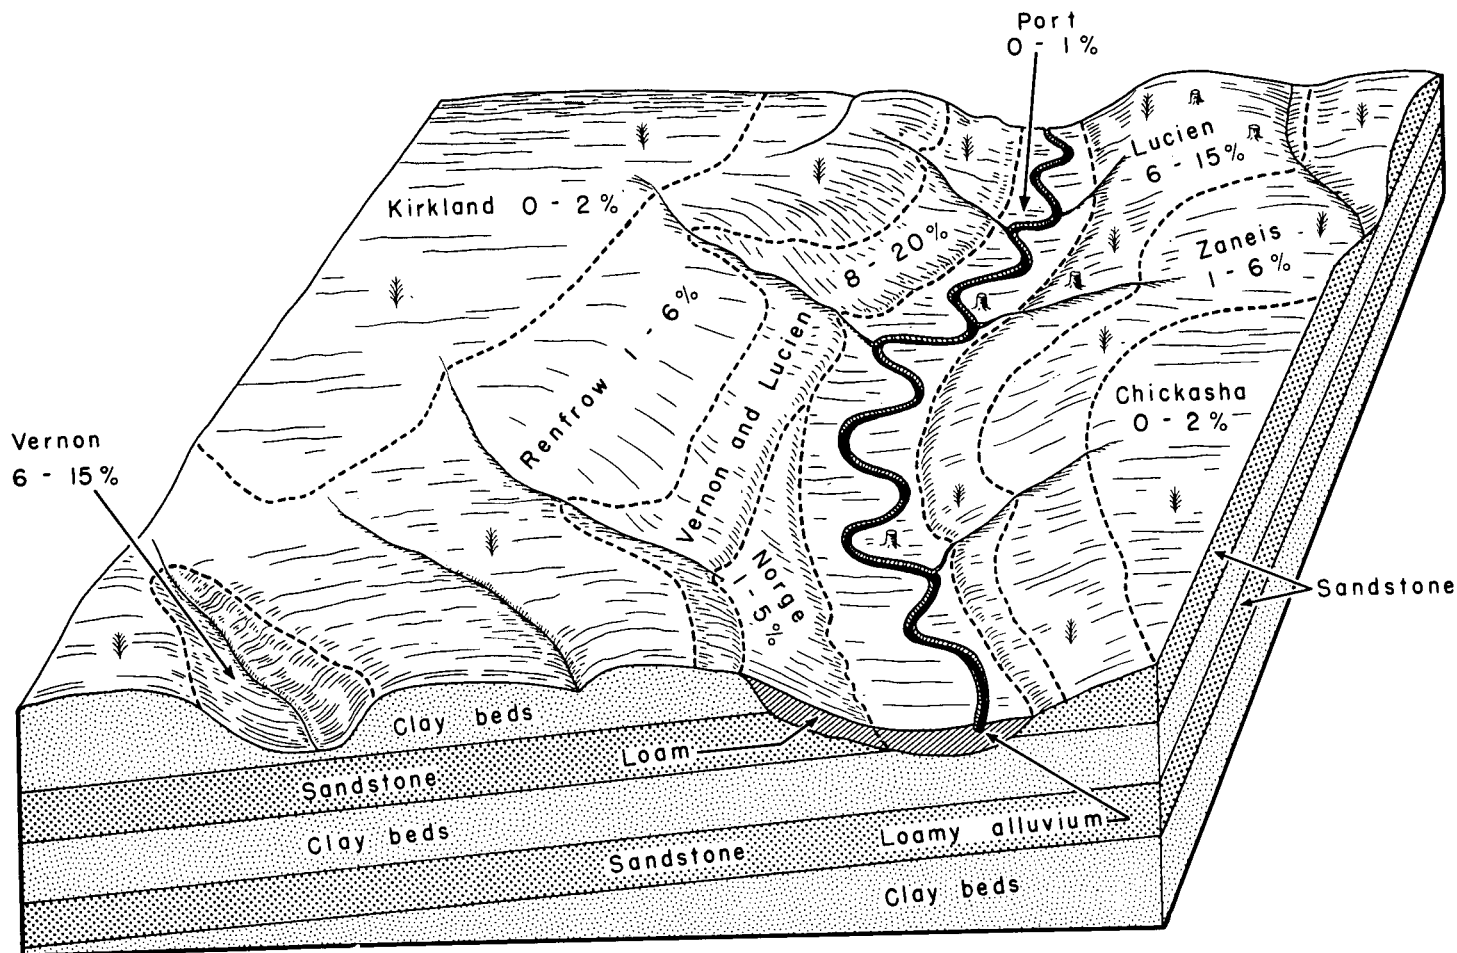 Port
0 - 1%
Lucien
6 - 15%
Kirkland 0 - 2%
8 - 20%
Zaneis
1 - 6%
Renfrow 1 - 6%
Vernon and Lucien
Chickasha
0 - 2%
Vernon
6 - 15%
Norge
1 - 5%
Sandstone
Clay beds
Loam
Sandstone
Clay beds
Loamy alluvium
Sandstone
Clay beds